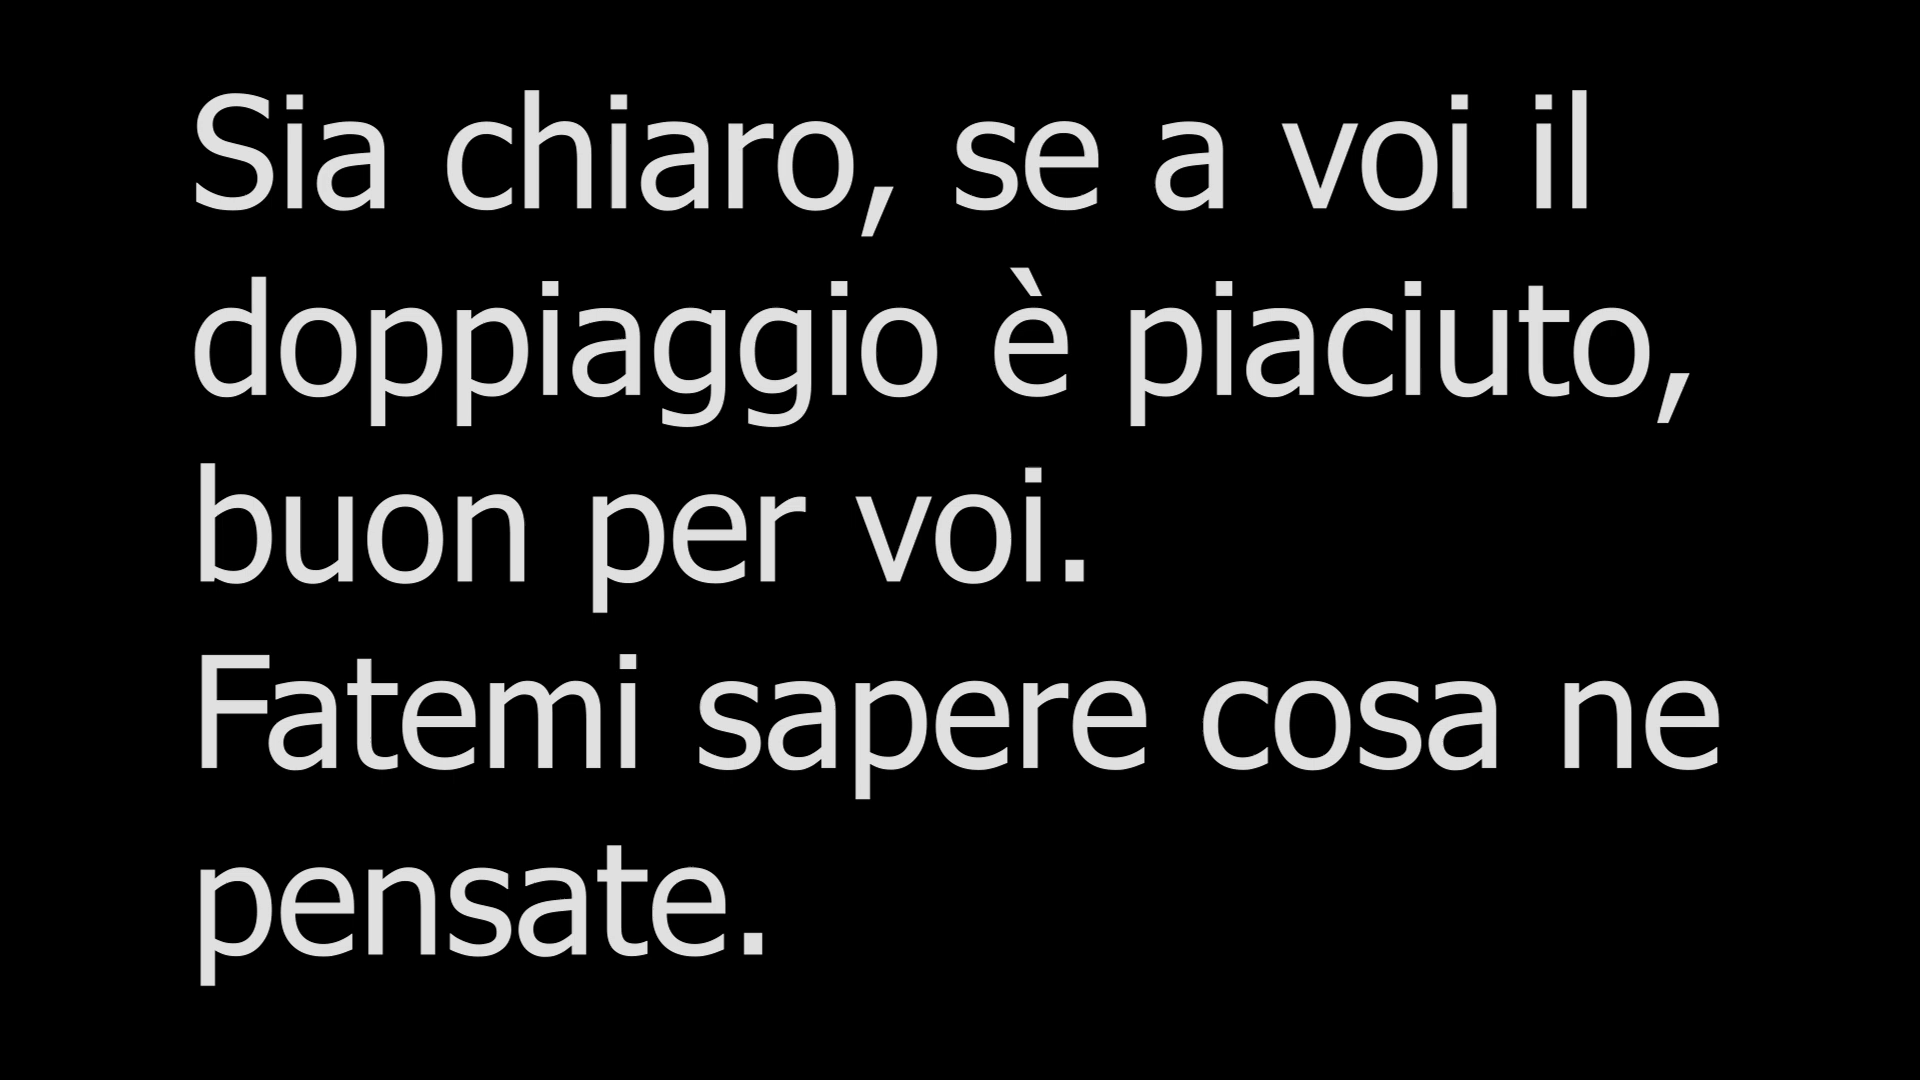 Sia chiaro, se a voi il
doppiaggio è piaciuto,
buon per voi.
Fatemi sapere cosa ne
pensate.